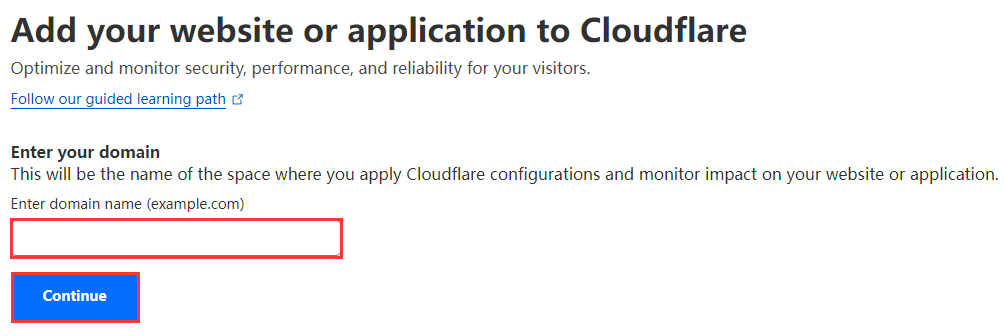 Add your website or application to Cloudflare
Optimize and monitor security, performance, and reliability for your visitors.
Follow our guided learning path
Enter your domain
This will be the name of the space where you apply Cloudflare configurations and monitor impact on your website or application.
Enter domain name (example.com)
Continue